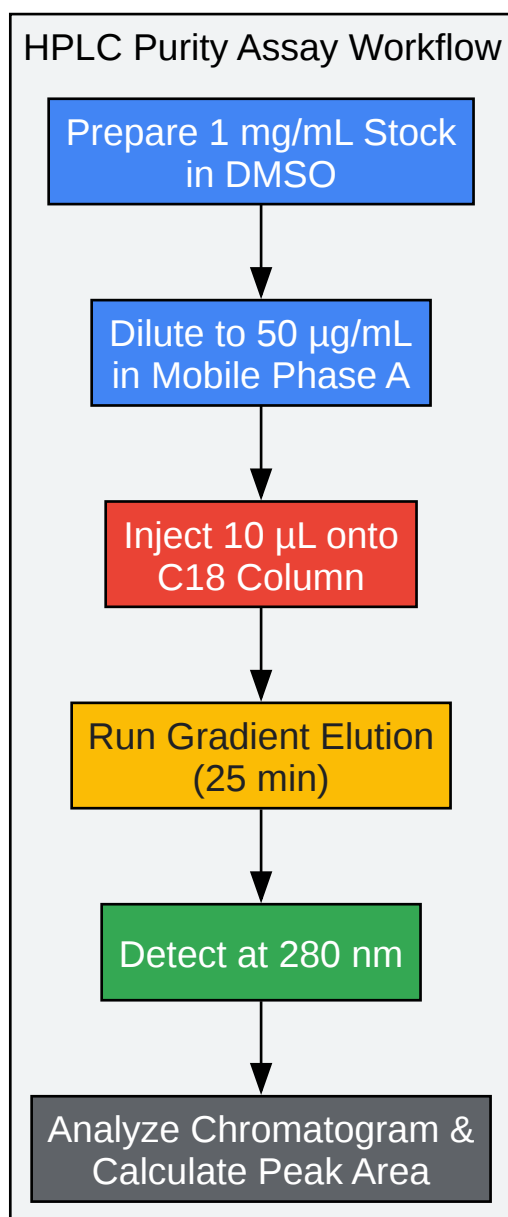 HPLC Purity Assay Workflow
Prepare 1 mg/mL Stock
in DMSO
Dilute to 50 µg/mL
in Mobile Phase A
Inject 10 µL onto
C18 Column
Run Gradient Elution
(25 min)
Detect at 280 nm
Analyze Chromatogram &
Calculate Peak Area